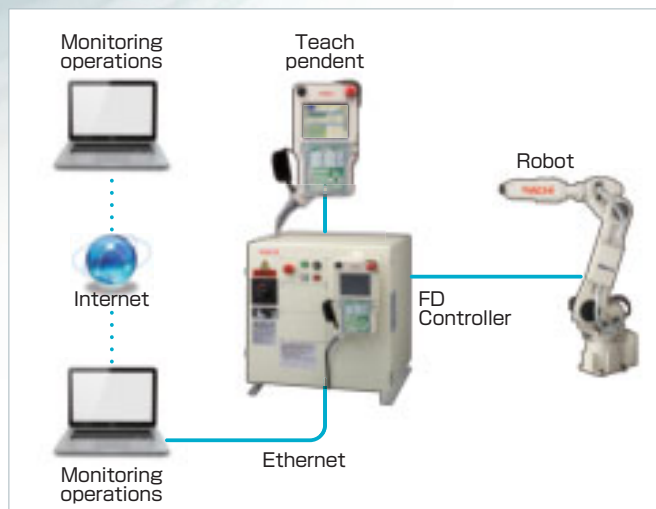 Monitoring
operations
Teach
pendent
Robot
Internet
FD
Controller
Ethernet
Monitoring
operations